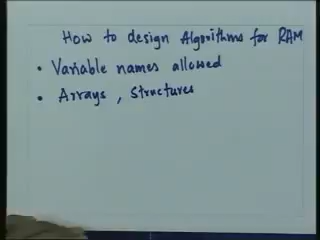 How to design Algorithms for RAM
• Variable names allowed
• Arrays, Structures